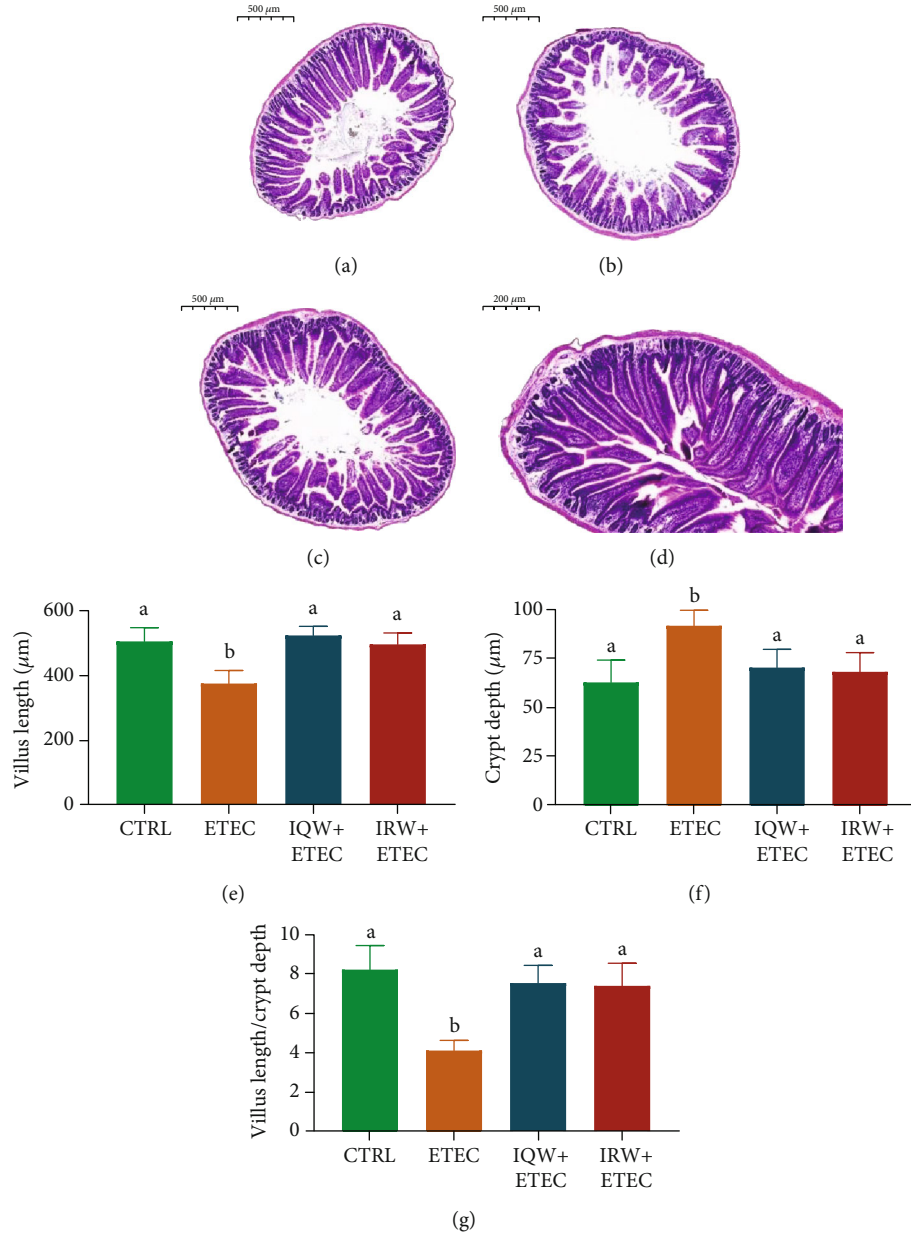 500 μm
500 μm
(a)
(b)
500 μm
200 μm
(c)
(d)
Villus length (μm)
600
400
200
0
a
b
a
a
CTRL
ETEC
IQW+
ETEC
IRW+
ETEC
(e)
Crypt depth (μm)
100
75
50
25
0
a
b
a
a
CTRL
ETEC
IQW+
ETEC
IRW+
ETEC
(f)
Villus length/crypt depth
10
8
6
4
2
0
a
b
a
a
CTRL
ETEC
IQW+
ETEC
IRW+
ETEC
(g)